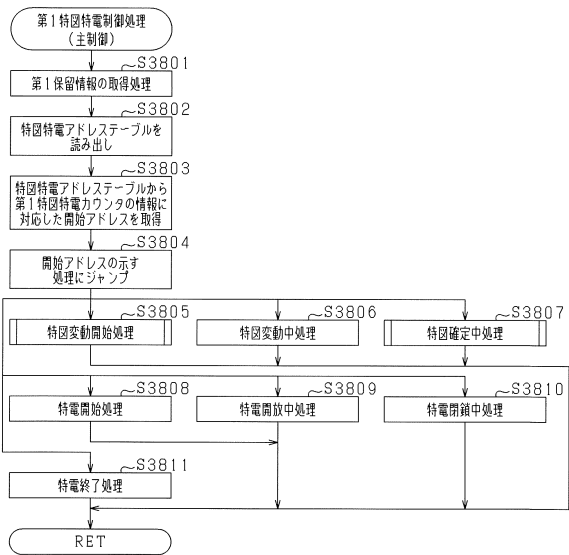 第1特図特電制御処理
(主制御)
S3801
第1保留情報の取得処理
S3802
特図特電アドレステーブルを
読み出し
S3803
特図特電アドレステーブルから
第1特図特電カウンタの情報に
対応した開始アドレスを取得
S3804
開始アドレスの示す
処理にジャンプ
S3805
特図変動開始処理
S3806
特図変動中処理
S3807
特図確定中処理
S3808
特電開始処理
S3809
特電開放中処理
S3810
特電閉鎖中処理
S3811
特電終了処理
RET